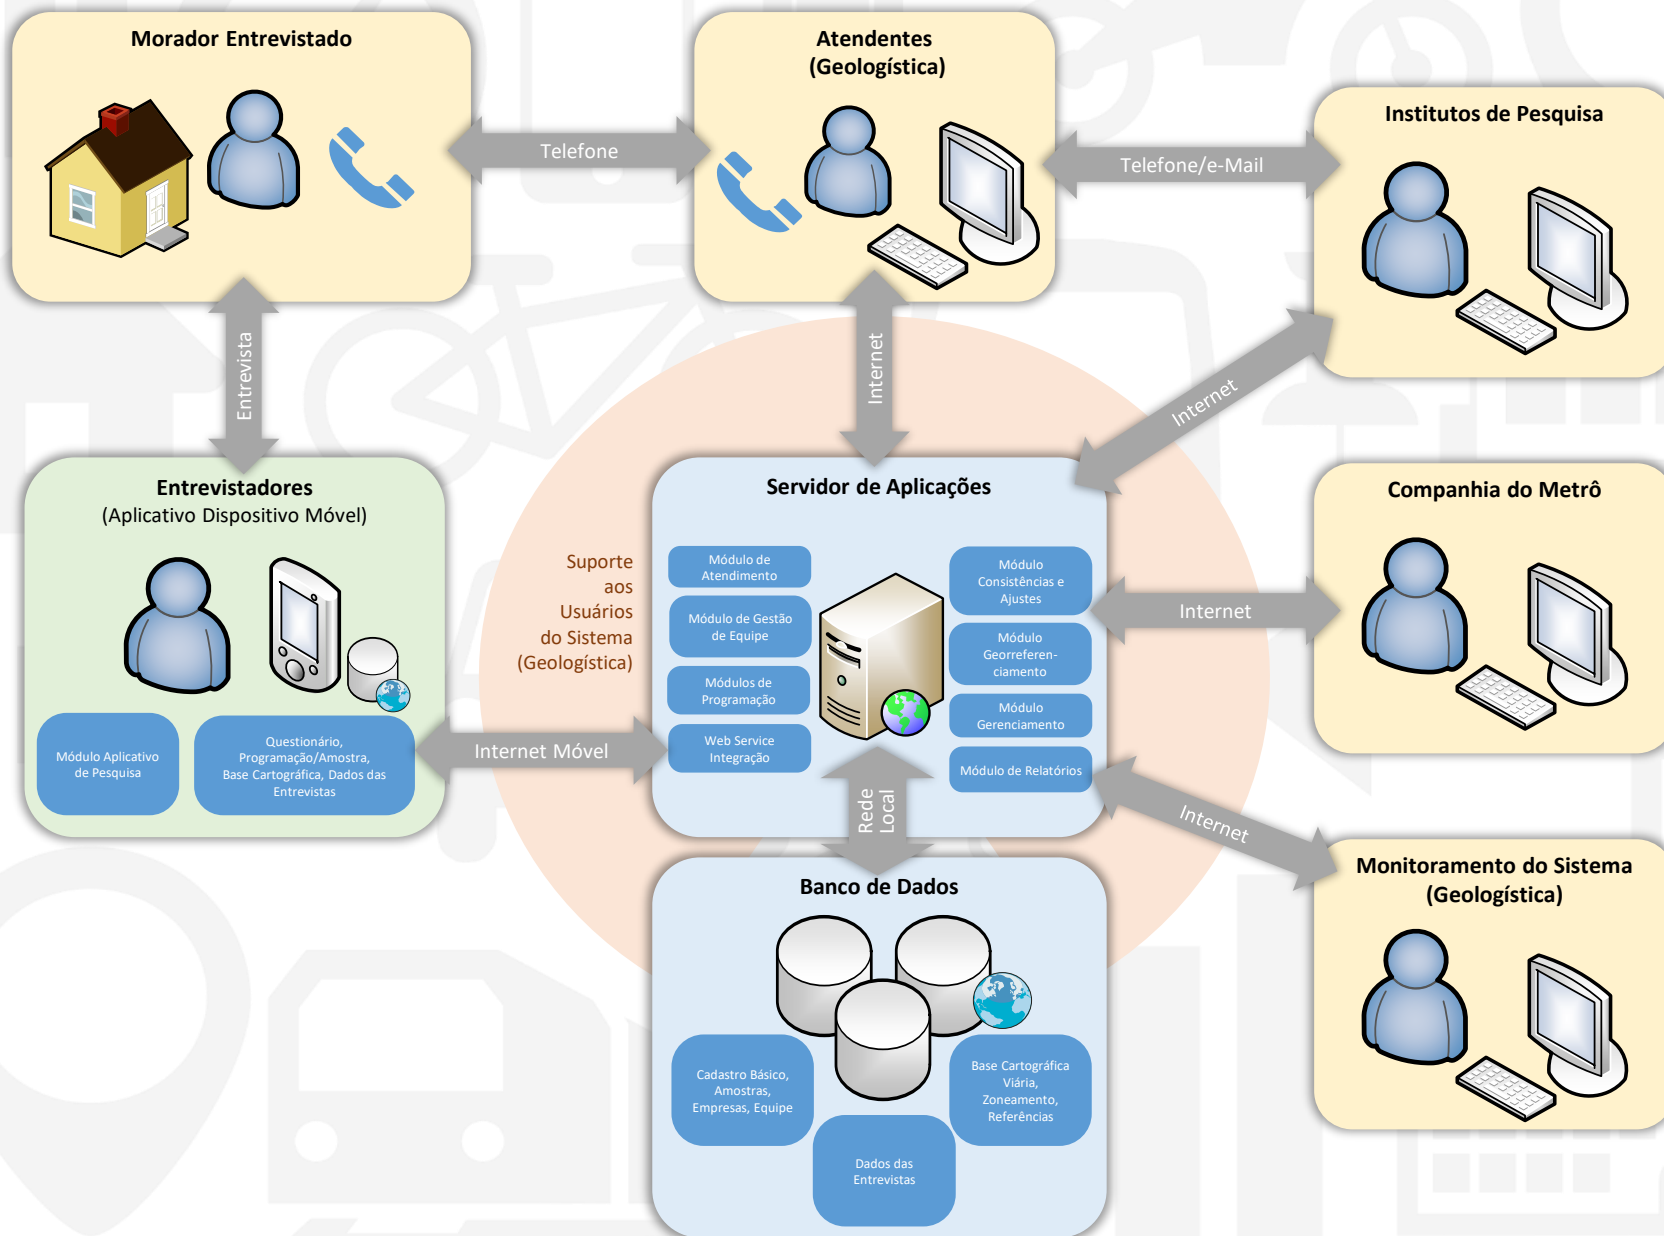 Morador Entrevistado
Atendentes
(Geologística)
Institutos de Pesquisa
Telefone
Telefone/e-Mail
Entrevista
Internet
Internet
Entrevistadores
(Aplicativo Dispositivo Móvel)
Módulo Aplicativo
de Pesquisa
Questionário,
Programação/Amostra,
Base Cartográfica, Dados das
Entrevistas
Internet Móvel
Suporte
aos
Usuários
do Sistema
(Geologística)
Servidor de Aplicações
Módulo de
Atendimento
Módulo de Gestão
de Equipe
Módulos de
Programação
Web Service
Integração
Módulo
Consistências e
Ajustes
Módulo
Georreferen-
ciamento
Módulo
Gerenciamento
Módulo de Relatórios
Companhia do Metrô
Internet
Internet
Rede
Local
Banco de Dados
Cadastro Básico,
Amostras,
Empresas, Equipe
Dados das
Entrevistas
Base Cartográfica
Viária,
Zoneamento,
Referências
Monitoramento do Sistema
(Geologística)